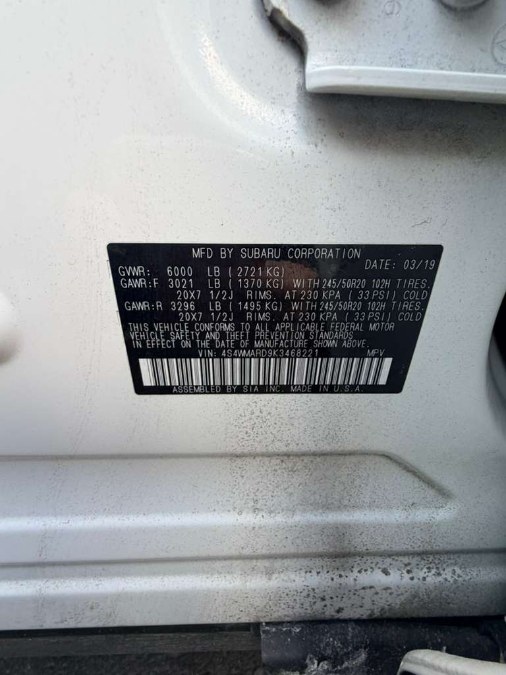 MFD BY SUBARU CORPORATION
GVWR: 6000 LB ( 2721 KG) DATE: 03/19
GAWR:F 3021 LB ( 1370 KG) WITH 245/50R20 102H TIRES,
20X7 1/2J RIMS, AT 230 KPA ( 33 PSI) COLD
GAWR:R 3296 LB ( 1495 KG) WITH 245/50R20 102H TIRES,
20X7 1/2J RIMS, AT 230 KPA ( 33 PSI) COLD
THIS VEHICLE CONFORMS TO ALL APPLICABLE FEDERAL MOTOR
VEHICLE SAFETY AND THEFT PREVENTION STANDARDS
IN EFFECT ON THE DATE OF MANUFACTURE SHOWN ABOVE.
VIN: 4S4WMARD9K3468221 MPV
ASSEMBLED BY SIA INC. MADE IN U.S.A.